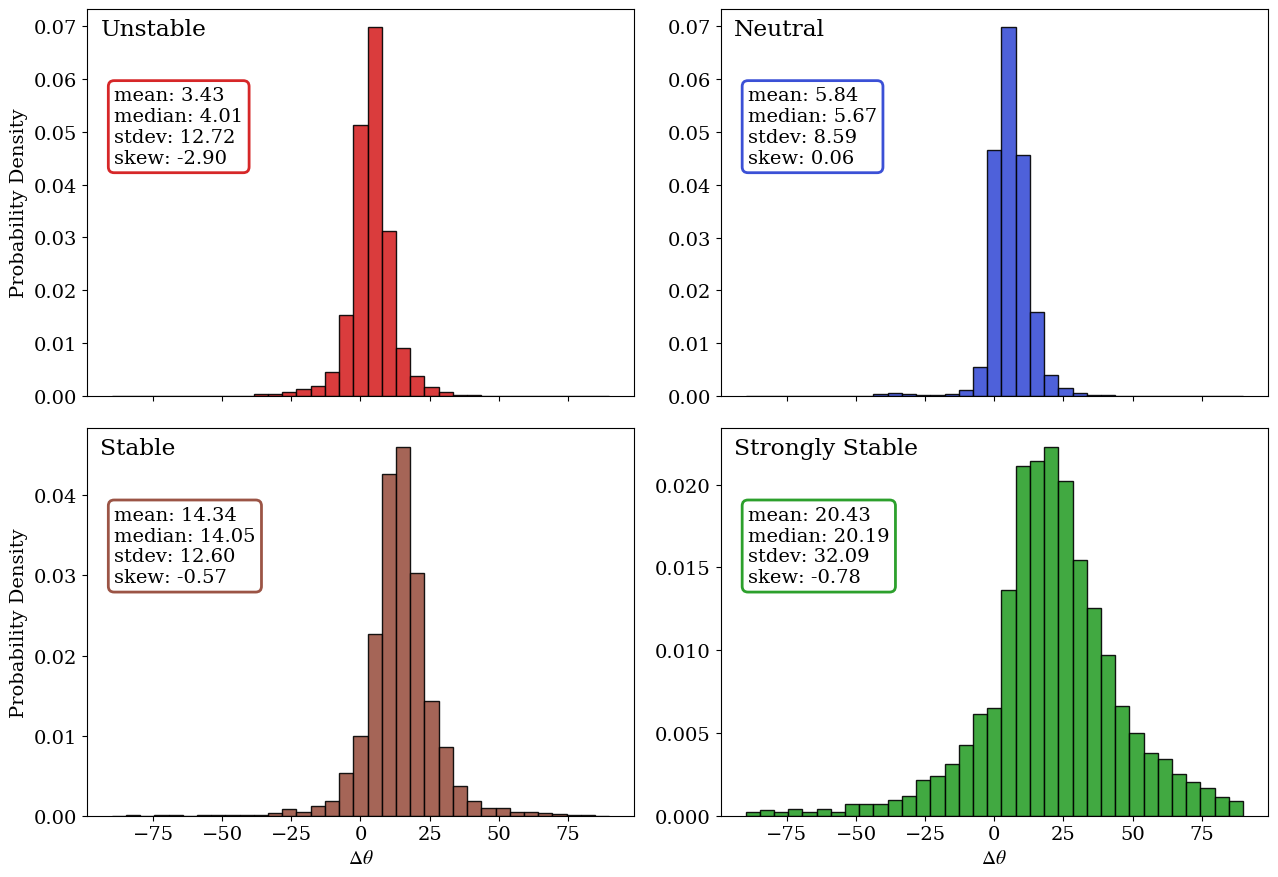 Unstable
mean: 3.43
median: 4.01
stdev: 12.72
skew: -2.90
Probability Density
0.07
0.06
0.05
0.04
0.03
0.02
0.01
0.00
Neutral
mean: 5.84
median: 5.67
stdev: 8.59
skew: 0.06
0.07
0.06
0.05
0.04
0.03
0.02
0.01
0.00
Stable
mean: 14.34
median: 14.05
stdev: 12.60
skew: -0.57
Probability Density
0.04
0.03
0.02
0.01
0.00
−75 −50 −25 0 25 50 75
Δθ
Strongly Stable
mean: 20.43
median: 20.19
stdev: 32.09
skew: -0.78
0.020
0.015
0.010
0.005
0.000
−75 −50 −25 0 25 50 75
Δθ